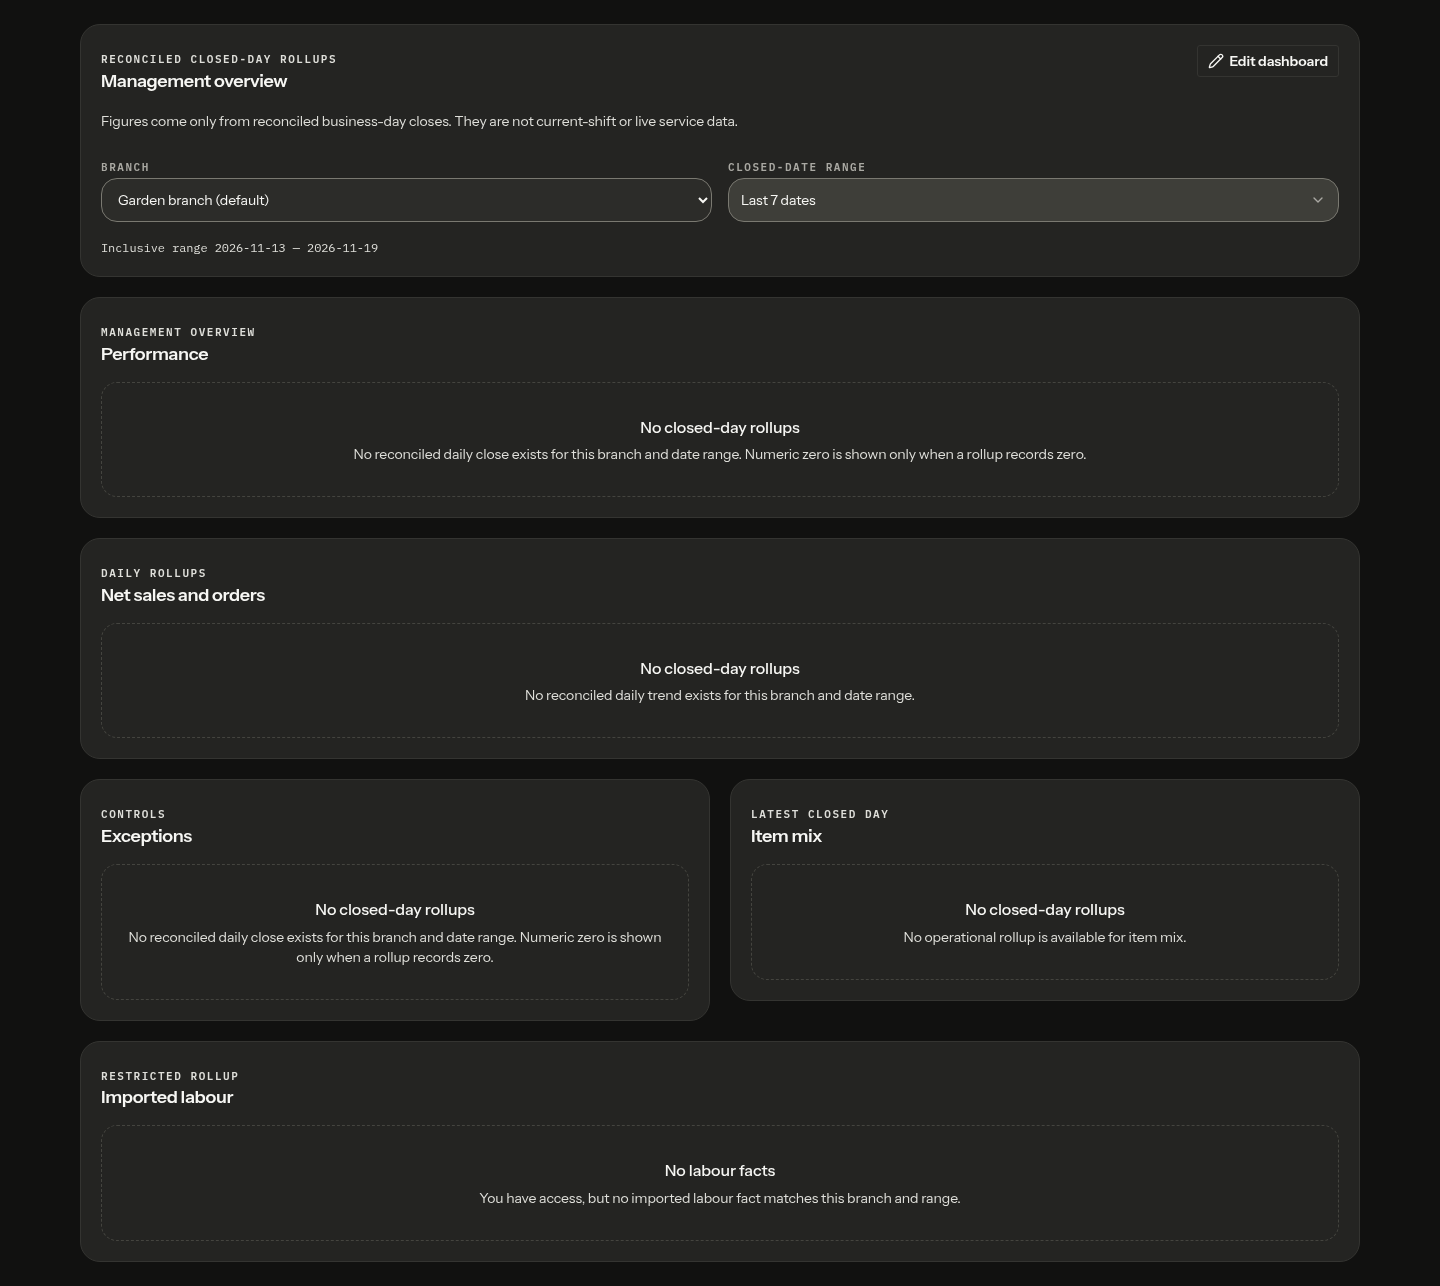 RECONCILED CLOSED-DAY ROLLUPS
Management overview
Edit dashboard
Figures come only from reconciled business-day closes. They are not current-shift or live service data.
BRANCH
Garden branch (default)
CLOSED-DATE RANGE
Last 7 dates
Inclusive range 2026-11-13 — 2026-11-19
MANAGEMENT OVERVIEW
Performance
No closed-day rollups
No reconciled daily close exists for this branch and date range. Numeric zero is shown only when a rollup records zero.
DAILY ROLLUPS
Net sales and orders
No closed-day rollups
No reconciled daily trend exists for this branch and date range.
CONTROLS
Exceptions
No closed-day rollups
No reconciled daily close exists for this branch and date range. Numeric zero is shown
only when a rollup records zero.
LATEST CLOSED DAY
Item mix
No closed-day rollups
No operational rollup is available for item mix.
RESTRICTED ROLLUP
Imported labour
No labour facts
You have access, but no imported labour fact matches this branch and range.